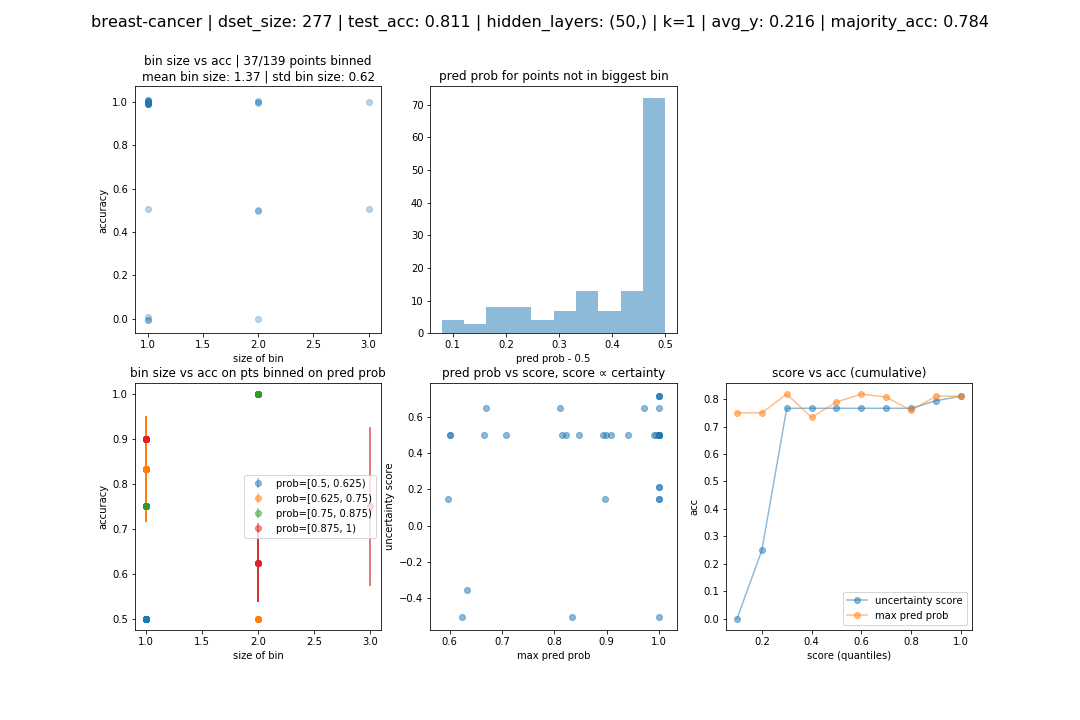 breast-cancer | dset_size: 277 | test_acc: 0.811 | hidden_layers: (50,) | k=1 | avg_y: 0.216 | majority_acc: 0.784
bin size vs acc | 37/139 points binned
mean bin size: 1.37 | std bin size: 0.62
1.0
0.8
0.6
0.4
0.2
0.0
accuracy
1.0 1.5 2.0 2.5 3.0
size of bin
pred prob for points not in biggest bin
70
60
50
40
30
20
10
0
0.1 0.2 0.3 0.4 0.5
pred prob - 0.5
bin size vs acc on pts binned on pred prob
1.0
0.9
0.8
0.7
0.6
0.5
accuracy
prob=[0.5, 0.625)
prob=[0.625, 0.75)
prob=[0.75, 0.875)
prob=[0.875, 1)
1.0 1.5 2.0 2.5 3.0
size of bin
pred prob vs score, score ∝ certainty
0.6
0.4
0.2
0.0
−0.2
−0.4
uncertainty score
0.6 0.7 0.8 0.9 1.0
max pred prob
score vs acc (cumulative)
0.8
0.7
0.6
0.5
0.4
0.3
0.2
0.1
0.0
acc
uncertainty score
max pred prob
0.2 0.4 0.6 0.8 1.0
score (quantiles)